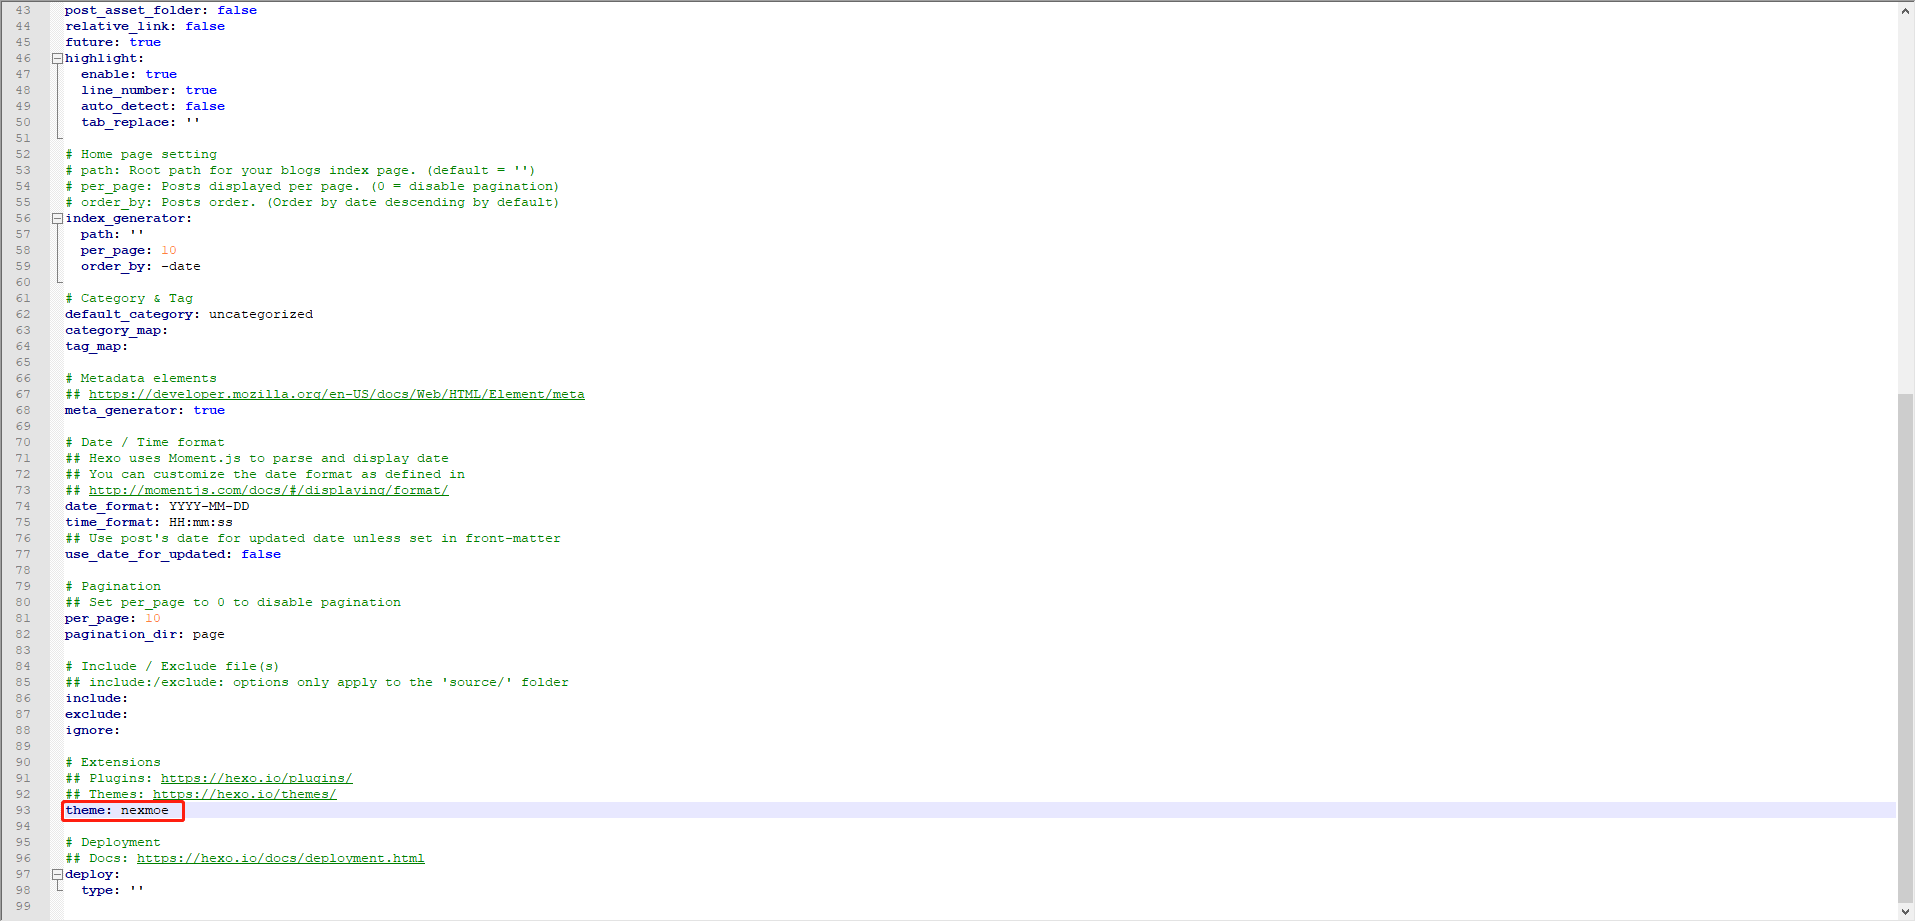 43 post_asset_folder: false
44 relative_link: false
45 future: true
46 highlight:
47   enable: true
48   line_number: true
49   auto_detect: false
50   tab_replace: ''
51
52 # Home page setting
53 # path: Root path for your blogs index page. (default = '')
54 # per_page: Posts displayed per page. (0 = disable pagination)
55 # order_by: Posts order. (Order by date descending by default)
56 index_generator:
57   path: ''
58   per_page: 10
59   order_by: -date
60
61 # Category & Tag
62 default_category: uncategorized
63 category_map:
64 tag_map:
65
66 # Metadata elements
67 ## https://developer.mozilla.org/en-US/docs/Web/HTML/Element/meta
68 meta_generator: true
69
70 # Date / Time format
71 ## Hexo uses Moment.js to parse and display date
72 ## You can customize the date format as defined in
73 ## http://momentjs.com/docs/#/displaying/format/
74 date_format: YYYY-MM-DD
75 time_format: HH:mm:ss
76 ## Use post's date for updated date unless set in front-matter
77 use_date_for_updated: false
78
79 # Pagination
80 ## Set per_page to 0 to disable pagination
81 per_page: 10
82 pagination_dir: page
83
84 # Include / Exclude file(s)
85 ## include:/exclude: options only apply to the 'source/' folder
86 include:
87 exclude:
88 ignore:
89
90 # Extensions
91 ## Plugins: https://hexo.io/plugins/
92 ## Themes: https://hexo.io/themes/
93 theme: nexmoe
94
95 # Deployment
96 ## Docs: https://hexo.io/docs/deployment.html
97 deploy:
98   type: ''
99